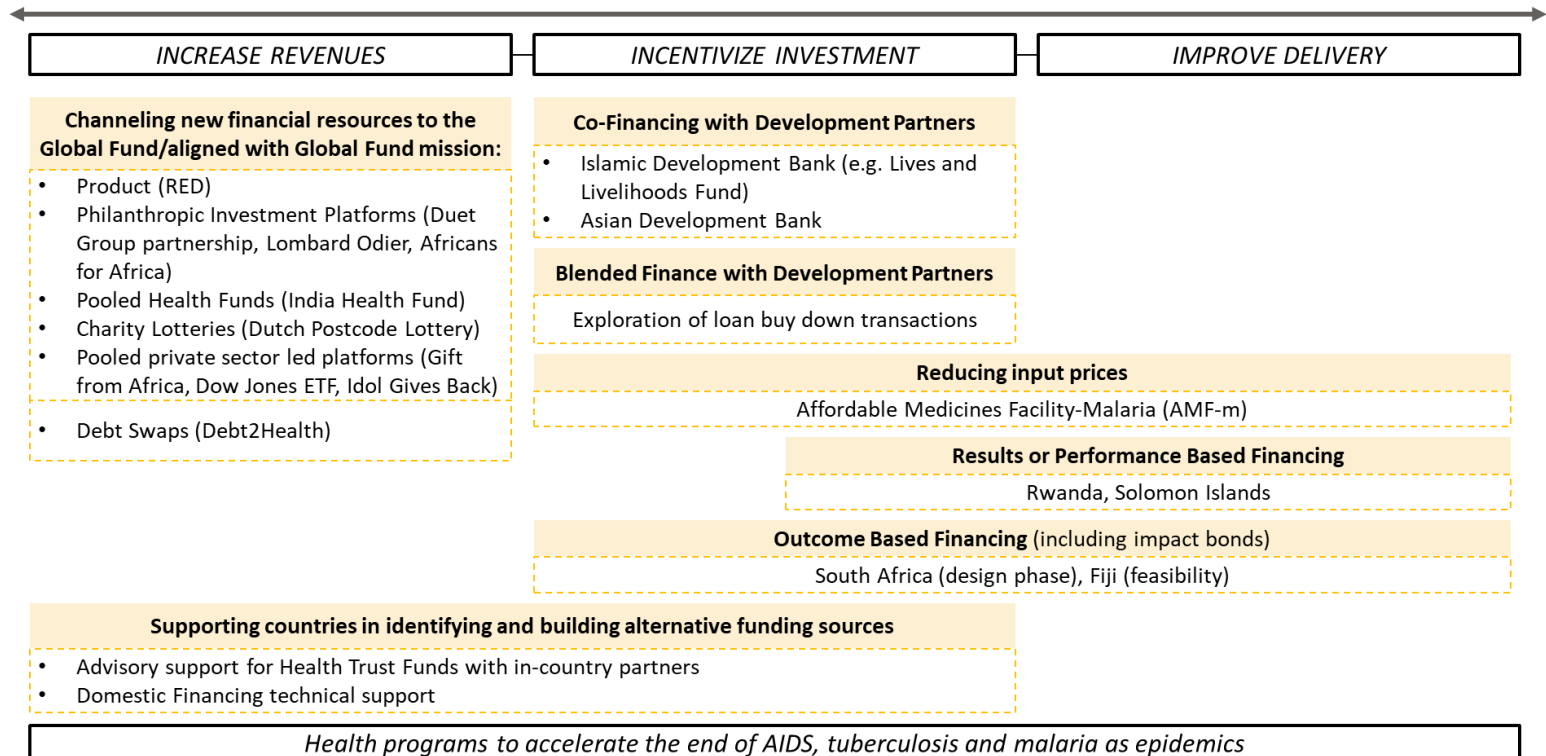 INCREASE REVENUES
INCENTIVIZE INVESTMENT
IMPROVE DELIVERY
Channeling new financial resources to the
Global Fund/aligned with Global Fund mission:
• Product (RED)
• Philanthropic Investment Platforms (Duet
Group partnership, Lombard Odier, Africans
for Africa)
• Pooled Health Funds (India Health Fund)
• Charity Lotteries (Dutch Postcode Lottery)
• Pooled private sector led platforms (Gift
from Africa, Dow Jones ETF, Idol Gives Back)
• Debt Swaps (Debt2Health)
Co-Financing with Development Partners
• Islamic Development Bank (e.g. Lives and
Livelihoods Fund)
• Asian Development Bank
Blended Finance with Development Partners
Exploration of loan buy down transactions
Reducing input prices
Affordable Medicines Facility-Malaria (AMF-m)
Results or Performance Based Financing
Rwanda, Solomon Islands
Outcome Based Financing (including impact bonds)
South Africa (design phase), Fiji (feasibility)
Supporting countries in identifying and building alternative funding sources
• Advisory support for Health Trust Funds with in-country partners
• Domestic Financing technical support
Health programs to accelerate the end of AIDS, tuberculosis and malaria as epidemics